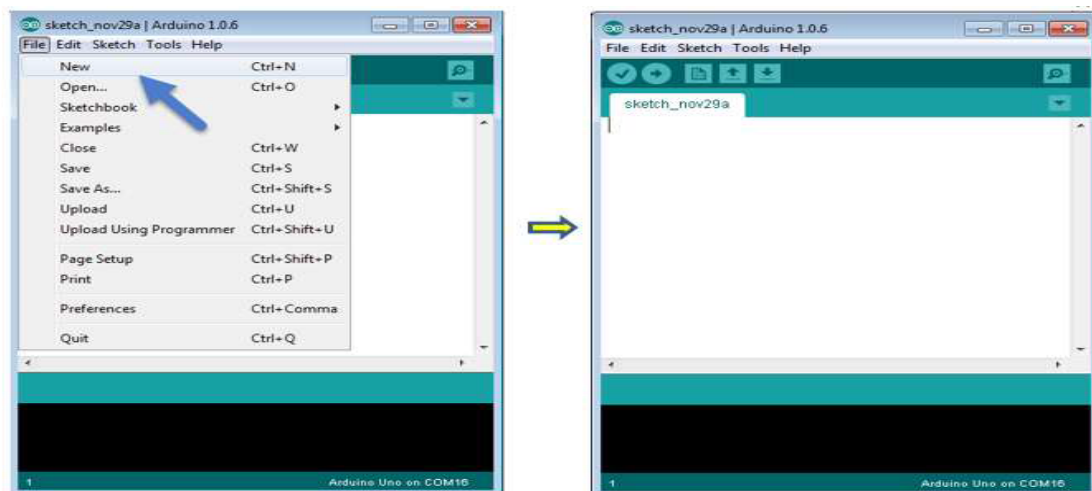 sketch_nov29a | Arduino 1.0.6
File Edit Sketch Tools Help
New Ctrl+N
Open... Ctrl+O
Sketchbook
Examples
Close Ctrl+W
Save Ctrl+S
Save As... Ctrl+Shift+S
Upload Ctrl+U
Upload Using Programmer Ctrl+Shift+U
Page Setup Ctrl+Shift+P
Print Ctrl+P
Preferences Ctrl+Comma
Quit Ctrl+Q
1 Arduino Uno on COM16
sketch_nov29a | Arduino 1.0.6
File Edit Sketch Tools Help
sketch_nov29a
1 Arduino Uno on COM16